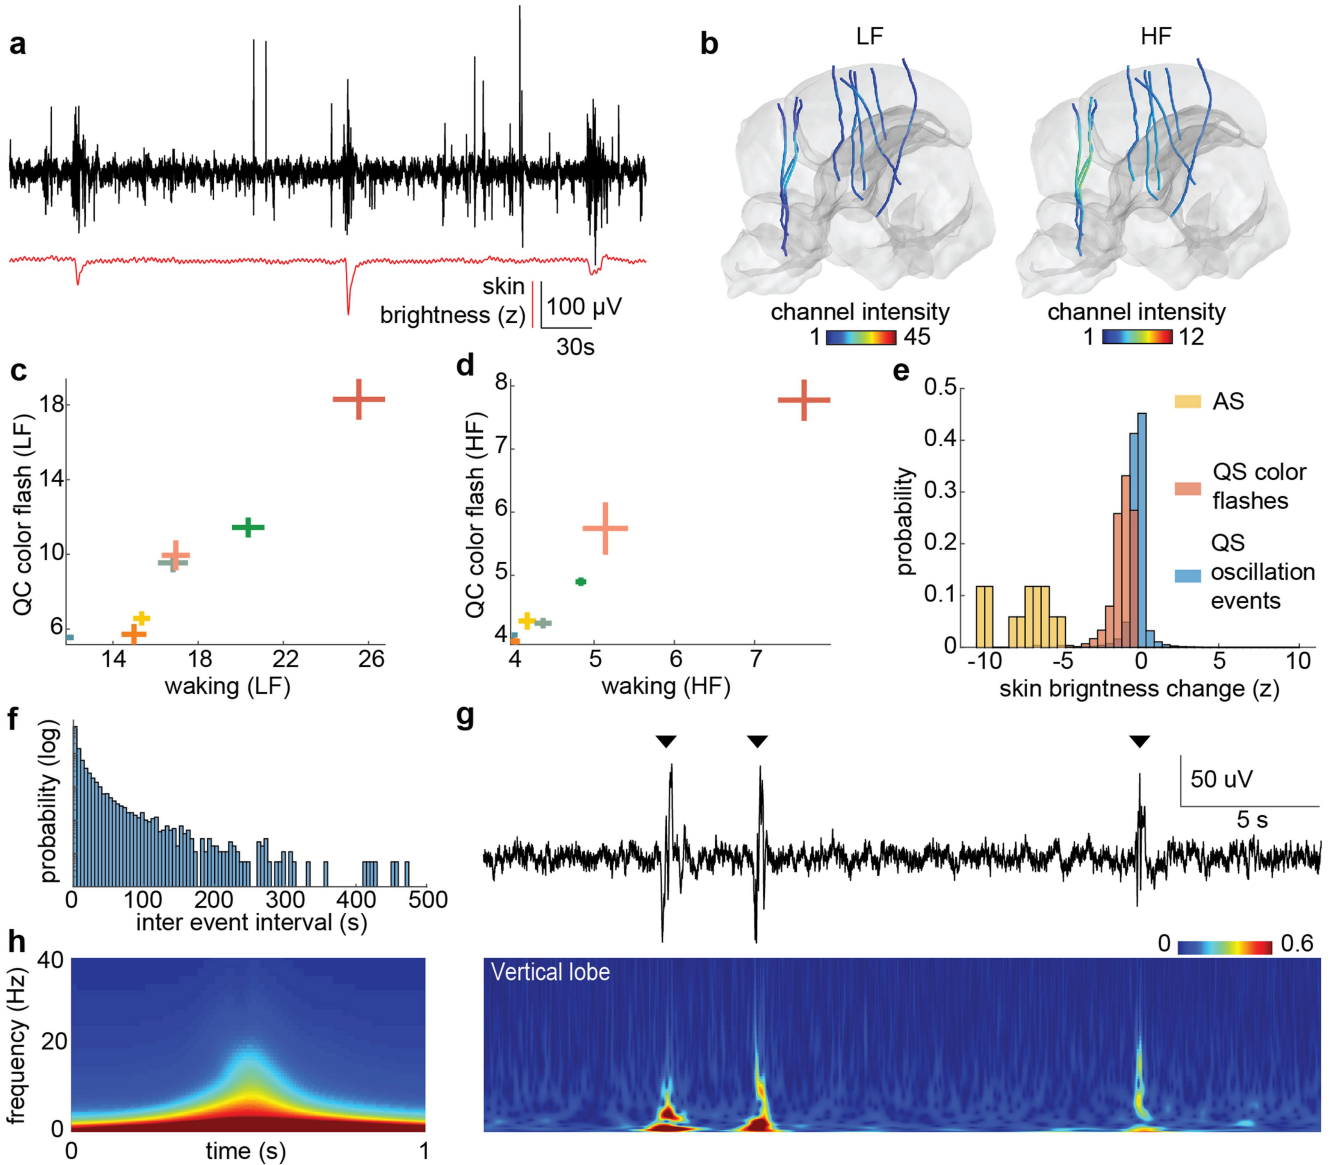 a
skin
brightness (z)
100 µV
30s
b
LF
HF
channel intensity
1 45
channel intensity
1 12
c
QC color flash (LF)
18
14
10
6
14 18 22 26
waking (LF)
d
QC color flash (HF)
8
7
6
5
4
4 5 6 7
waking (HF)
e
probability
0.5
0.4
0.3
0.2
0.1
0
-10 -5 0 5 10
skin brigntness change (z)
AS
QS color
flashes
QS
oscillation
events
f
probability (log)
0 100 200 300 400 500
inter event interval (s)
g
50 uV
5 s
0 0.6
Vertical lobe
h
frequency (Hz)
40
20
0
0 time (s) 1